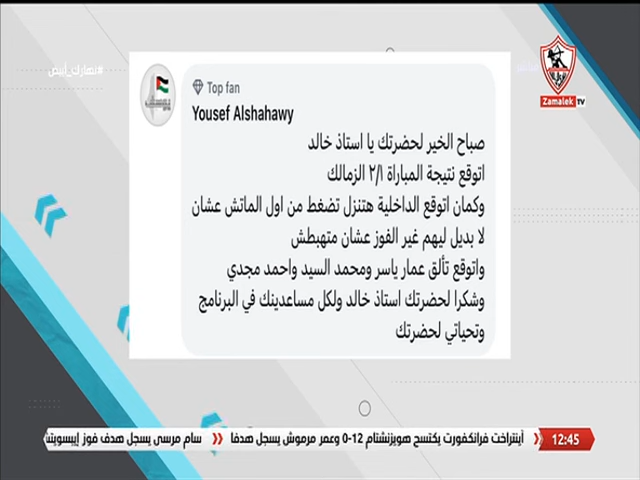 #نهارك_أبيض
Zamalek TV
Top fan
Yousef Alshahawy
صباح الخير لحضرتك يا استاذ خالد
اتوقع نتيجة المباراة ٢/١ الزمالك
وكمان اتوقع الداخلية هتنزل تضغط من اول الماتش عشان
لا بديل ليهم غير الفوز عشان متهبطش
واتوقع تألق عمار ياسر ومحمد السيد واحمد مجدي
وشكرا لحضرتك استاذ خالد ولكل مساعدينك في البرنامج
وتحياتي لحضرتك
12:45 آينتراخت فرانكفورت يكتسح هويزنشتام 12-0 وعمر مرموش يسجل هدفا سام مرسى يسجل هدف فوز إيبسويتش